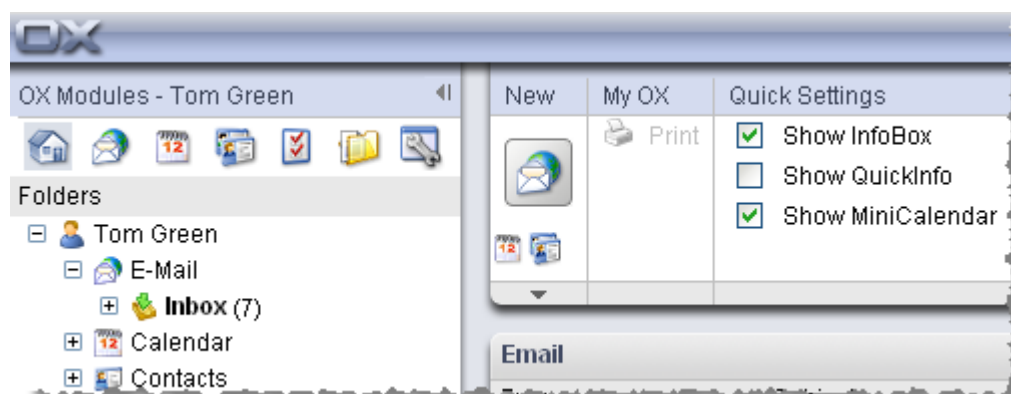 OX
OX Modules - Tom Green
Folders
Tom Green
E-Mail
Inbox (7)
Calendar
Contacts
New
My OX
Quick Settings
Print
Show InfoBox
Show QuickInfo
Show MiniCalendar
Email